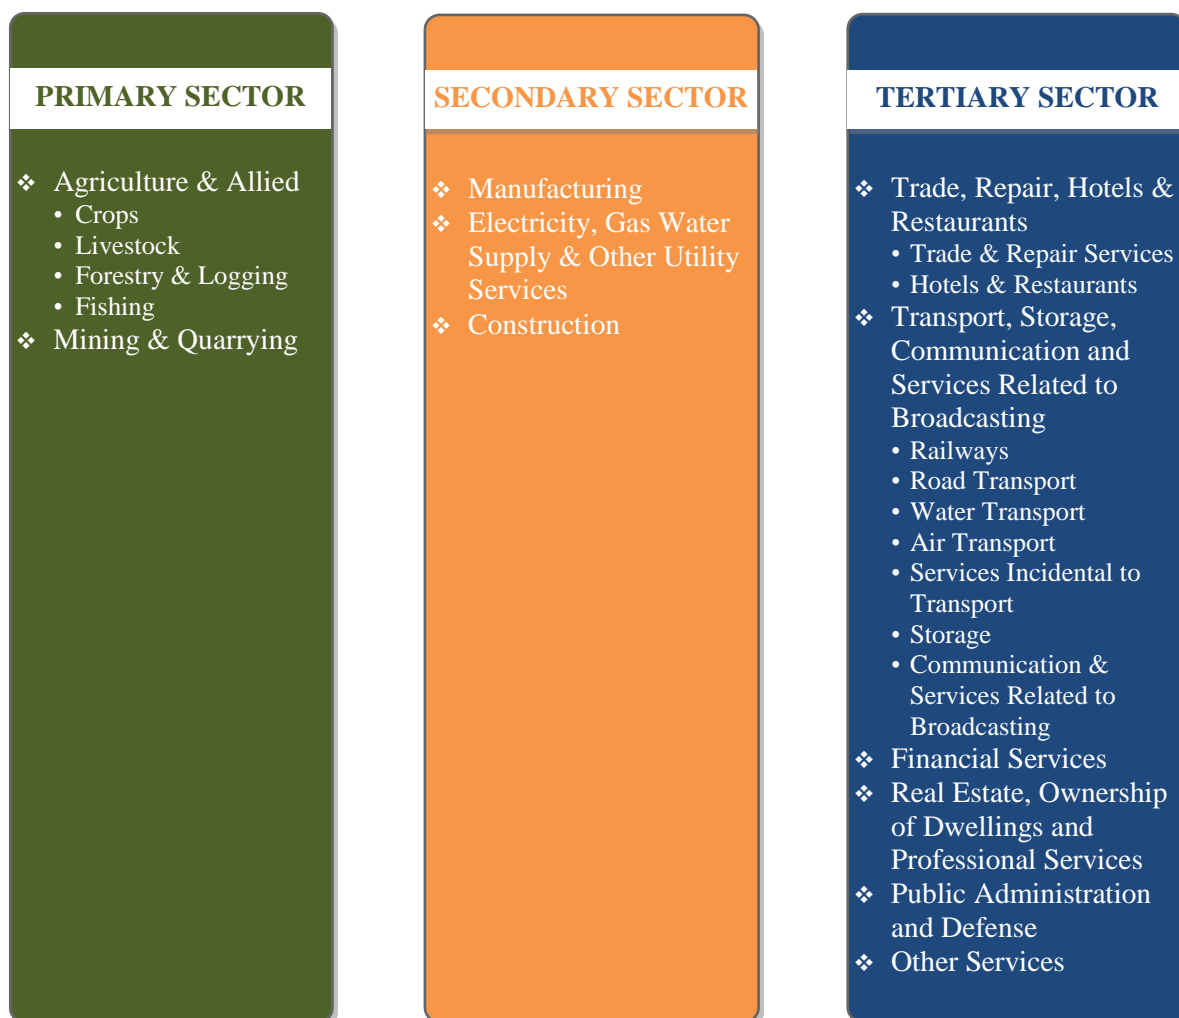 PRIMARY SECTOR
❖ Agriculture & Allied
• Crops
• Livestock
• Forestry & Logging
• Fishing
❖ Mining & Quarrying
SECONDARY SECTOR
❖ Manufacturing
❖ Electricity, Gas Water
Supply & Other Utility
Services
❖ Construction
TERTIARY SECTOR
❖ Trade, Repair, Hotels &
Restaurants
• Trade & Repair Services
• Hotels & Restaurants
❖ Transport, Storage,
Communication and
Services Related to
Broadcasting
• Railways
• Road Transport
• Water Transport
• Air Transport
• Services Incidental to
Transport
• Storage
• Communication &
Services Related to
Broadcasting
❖ Financial Services
❖ Real Estate, Ownership
of Dwellings and
Professional Services
❖ Public Administration
and Defense
❖ Other Services